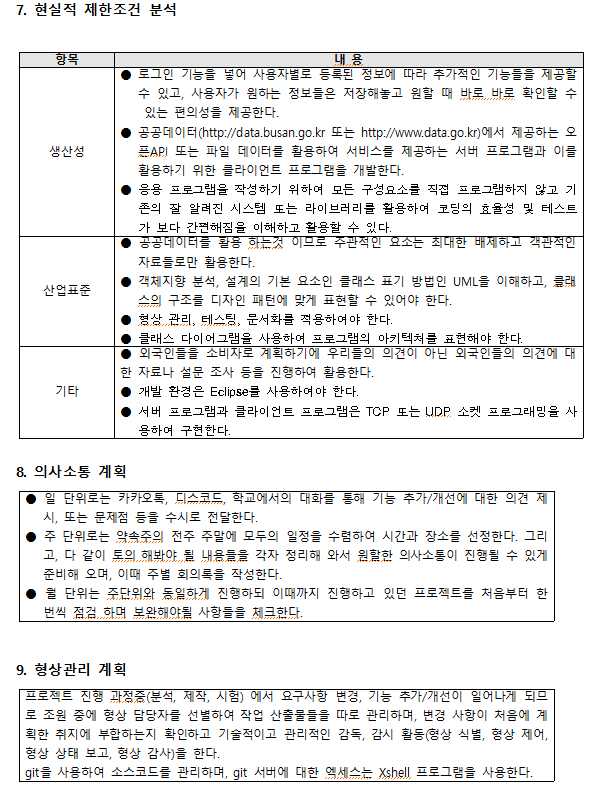 7. 현실적 제한조건 분석
항목
내 용
생산성
● 로그인 기능을 넣어 사용자별로 등록된 정보에 따라 추가적인 기능들을 제공할
수 있고, 사용자가 원하는 정보들은 저장해놓고 원할 때 바로 바로 확인할 수
있는 편의성을 제공한다.
● 공공데이터(http://data.busan.go.kr 또는 http://www.data.go.kr)에서 제공하는 오
픈API 또는 파일 데이터를 활용하여 서비스를 제공하는 서버 프로그램과 이를
활용하기 위한 클라이언트 프로그램을 개발한다.
● 응용 프로그램을 작성하기 위하여 모든 구성요소를 직접 프로그램하지 않고 기
존의 잘 알려진 시스템 또는 라이브러리를 활용하여 코딩의 효율성 및 테스트
가 보다 간편해짐을 이해하고 활용할 수 있다.
산업표준
● 공공데이터를 활용 하는것 이므로 주관적인 요소는 최대한 배제하고 객관적인
자료들로만 활용한다.
● 객체지향 분석, 설계의 기본 요소인 클래스 표기 방법인 UML을 이해하고, 클래
스의 구조를 디자인 패턴에 맞게 표현할 수 있어야 한다.
● 형상 관리, 테스팅, 문서화를 적용하여야 한다.
● 클래스 다이어그램을 사용하여 프로그램의 아키텍쳐를 표현해야 한다.
기타
● 외국인들을 소비자로 계획하기에 우리들의 의견이 아닌 외국인들의 의견에 대
한 자료나 설문 조사 등을 진행하여 활용한다.
● 개발 환경은 Eclipse를 사용하여야 한다.
● 서버 프로그램과 클라이언트 프로그램은 TCP 또는 UDP 소켓 프로그래밍을 사
용하여 구현한다.
8. 의사소통 계획
● 일 단위로는 카카오톡, 디스코드, 학교에서의 대화를 통해 기능 추가/개선에 대한 의견 제
시, 또는 문제점 등을 수시로 전달한다.
● 주 단위로는 약속주의 전주 주말에 모두의 일정을 수렴하여 시간과 장소를 선정한다. 그리
고, 다 같이 토의 해봐야 될 내용들을 각자 정리해 와서 원활한 의사소통이 진행될 수 있게
준비해 오며, 이때 주별 회의록을 작성한다.
● 월 단위는 주단위와 동일하게 진행하되 이때까지 진행하고 있던 프로젝트를 처음부터 한
번씩 점검 하며 보완해야될 사항들을 체크한다.
9. 형상관리 계획
프로젝트 진행 과정중(분석, 제작, 시험) 에서 요구사항 변경, 기능 추가/개선이 일어나게 되므
로 조원 중에 형상 담당자를 선별하여 작업 산출물들을 따로 관리하며, 변경 사항이 처음에 계
획한 취지에 부합하는지 확인하고 기술적이고 관리적인 감독, 감시 활동(형상 식별, 형상 제어,
형상 상태 보고, 형상 감사)을 한다.
git을 사용하여 소스코드를 관리하며, git 서버에 대한 엑세스는 Xshell 프로그램을 사용한다.